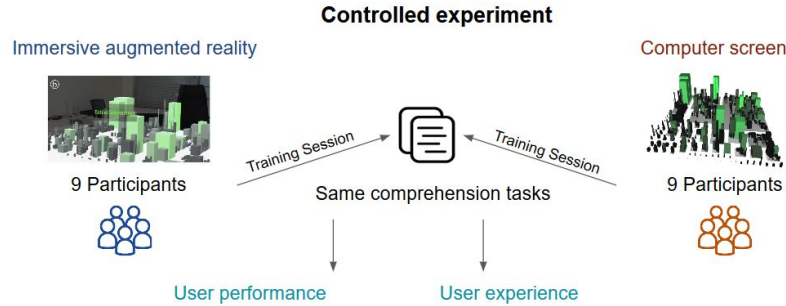 Controlled experiment
Immersive augmented reality
Computer screen
Training Session
Training Session
9 Participants
Same comprehension tasks
9 Participants
User performance
User experience